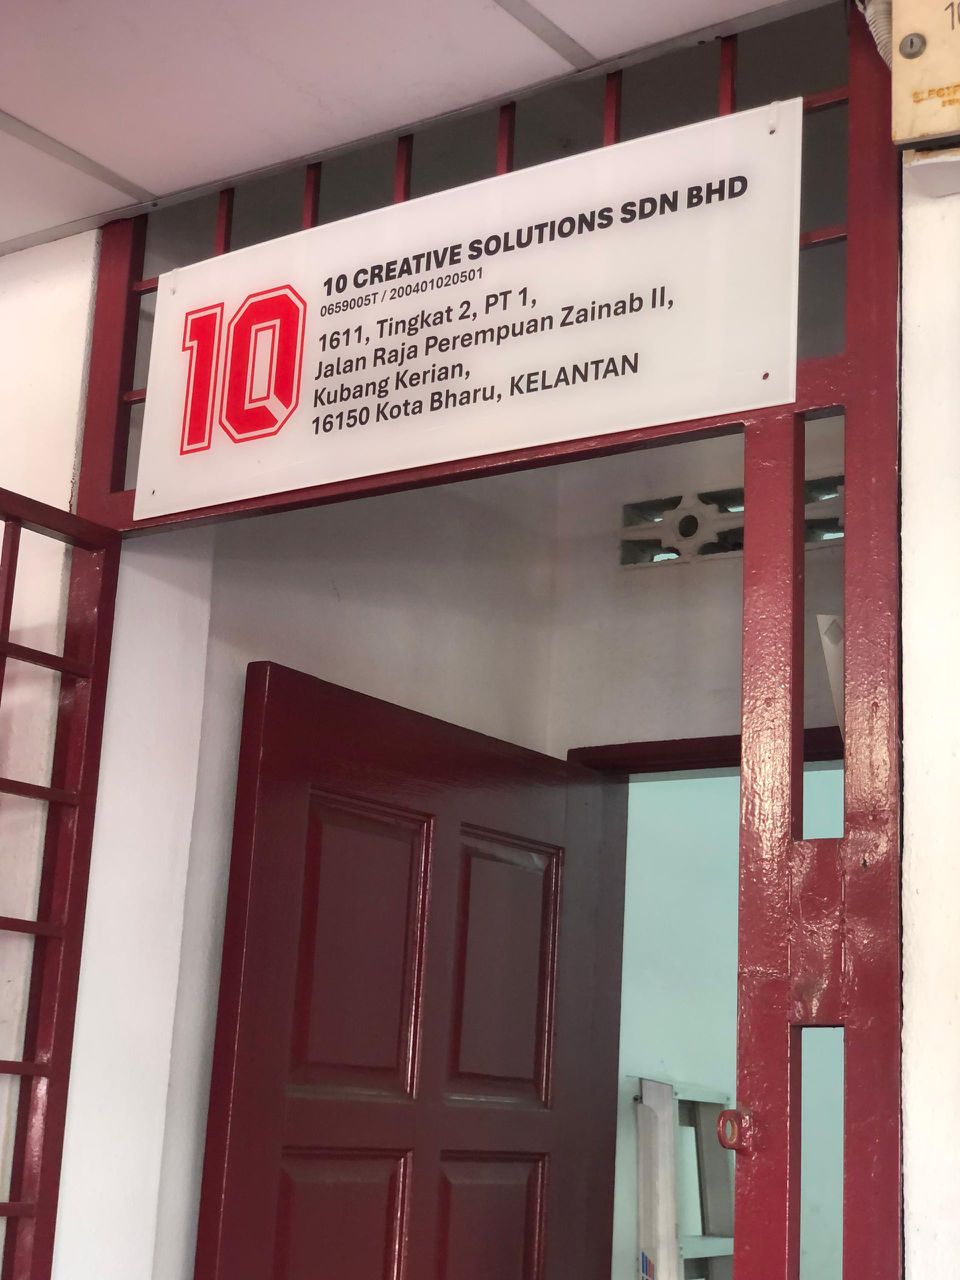 10
10 CREATIVE SOLUTIONS SDN BHD
0659005T / 200401020501
1611, Tingkat 2, PT 1,
Jalan Raja Perempuan Zainab II,
Kubang Kerian,
16150 Kota Bharu, KELANTAN